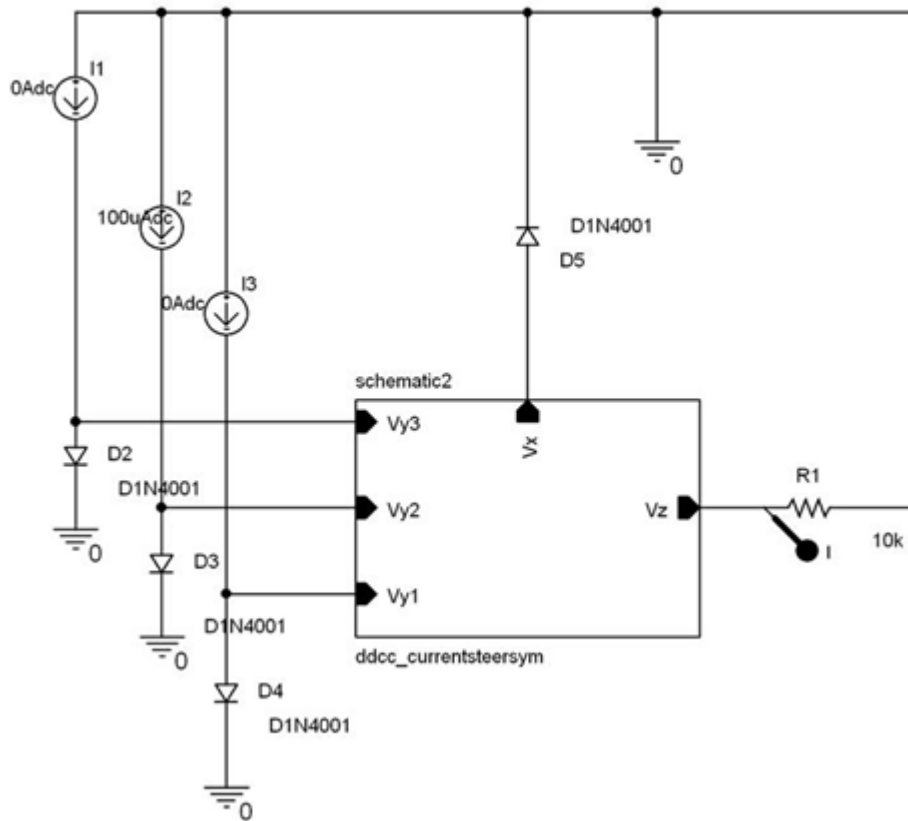 I1
0Adc
0
I2
100uAdc
D1N4001
D5
I3
0Adc
schematic2
Vy3
Vx
D2
D1N4001
R1
Vy2
Vz
10k
I
0
D3
Vy1
D1N4001
ddcc_currentsteersym
0
D4
D1N4001
0